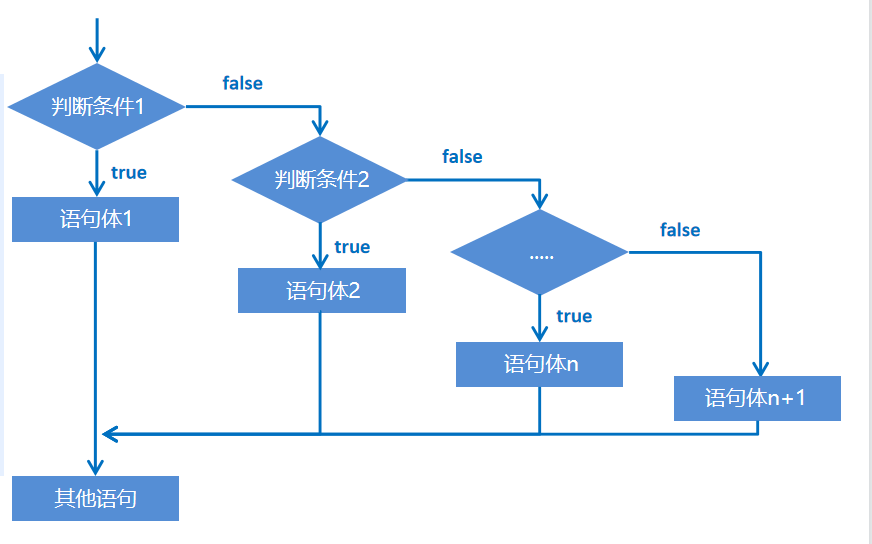 false
判断条件1
false
true
判断条件2
语句体1
false
true
.....
语句体2
true
语句体n
语句体n+1
其他语句